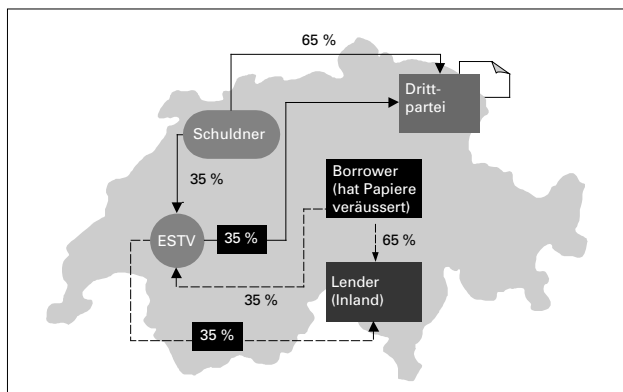 65 %
Dritt-
partei
Schuldner
35 %
Borrower
(hat Papiere
veräussert)
ESTV
35 %
65 %
35 %
Lender
(Inland)
35 %